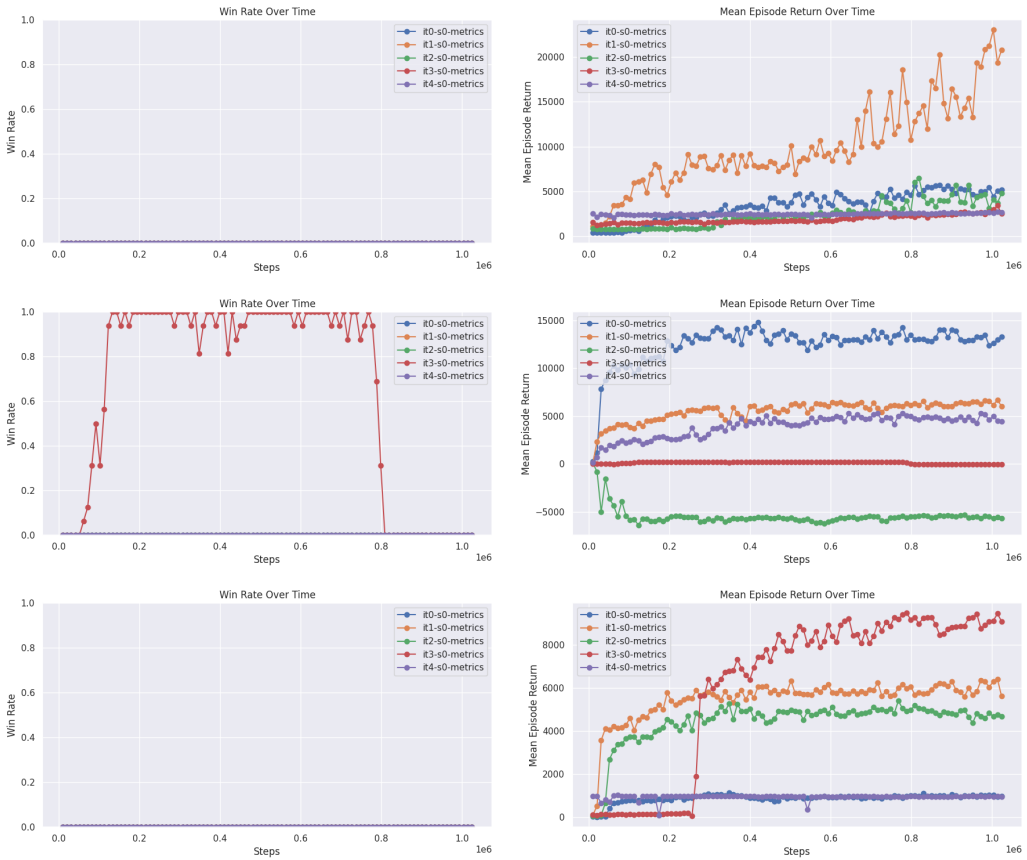 Win Rate Over Time
Win Rate
1.0
0.8
0.6
0.4
0.2
0.0
it0-s0-metrics
it1-s0-metrics
it2-s0-metrics
it3-s0-metrics
it4-s0-metrics
0.0 0.2 0.4 0.6 0.8 1.0
1e6
Steps
Mean Episode Return Over Time
Mean Episode Return
20000
15000
10000
5000
0
it0-s0-metrics
it1-s0-metrics
it2-s0-metrics
it3-s0-metrics
it4-s0-metrics
0.0 0.2 0.4 0.6 0.8 1.0
1e6
Steps
Win Rate Over Time
Win Rate
1.0
0.8
0.6
0.4
0.2
0.0
it0-s0-metrics
it1-s0-metrics
it2-s0-metrics
it3-s0-metrics
it4-s0-metrics
0.0 0.2 0.4 0.6 0.8 1.0
1e6
Steps
Mean Episode Return Over Time
Mean Episode Return
15000
10000
5000
0
−5000
it0-s0-metrics
it1-s0-metrics
it2-s0-metrics
it3-s0-metrics
it4-s0-metrics
0.0 0.2 0.4 0.6 0.8 1.0
1e6
Steps
Win Rate Over Time
Win Rate
1.0
0.8
0.6
0.4
0.2
0.0
it0-s0-metrics
it1-s0-metrics
it2-s0-metrics
it3-s0-metrics
it4-s0-metrics
0.0 0.2 0.4 0.6 0.8 1.0
1e6
Steps
Mean Episode Return Over Time
Mean Episode Return
8000
6000
4000
2000
0
it0-s0-metrics
it1-s0-metrics
it2-s0-metrics
it3-s0-metrics
it4-s0-metrics
0.0 0.2 0.4 0.6 0.8 1.0
1e6
Steps